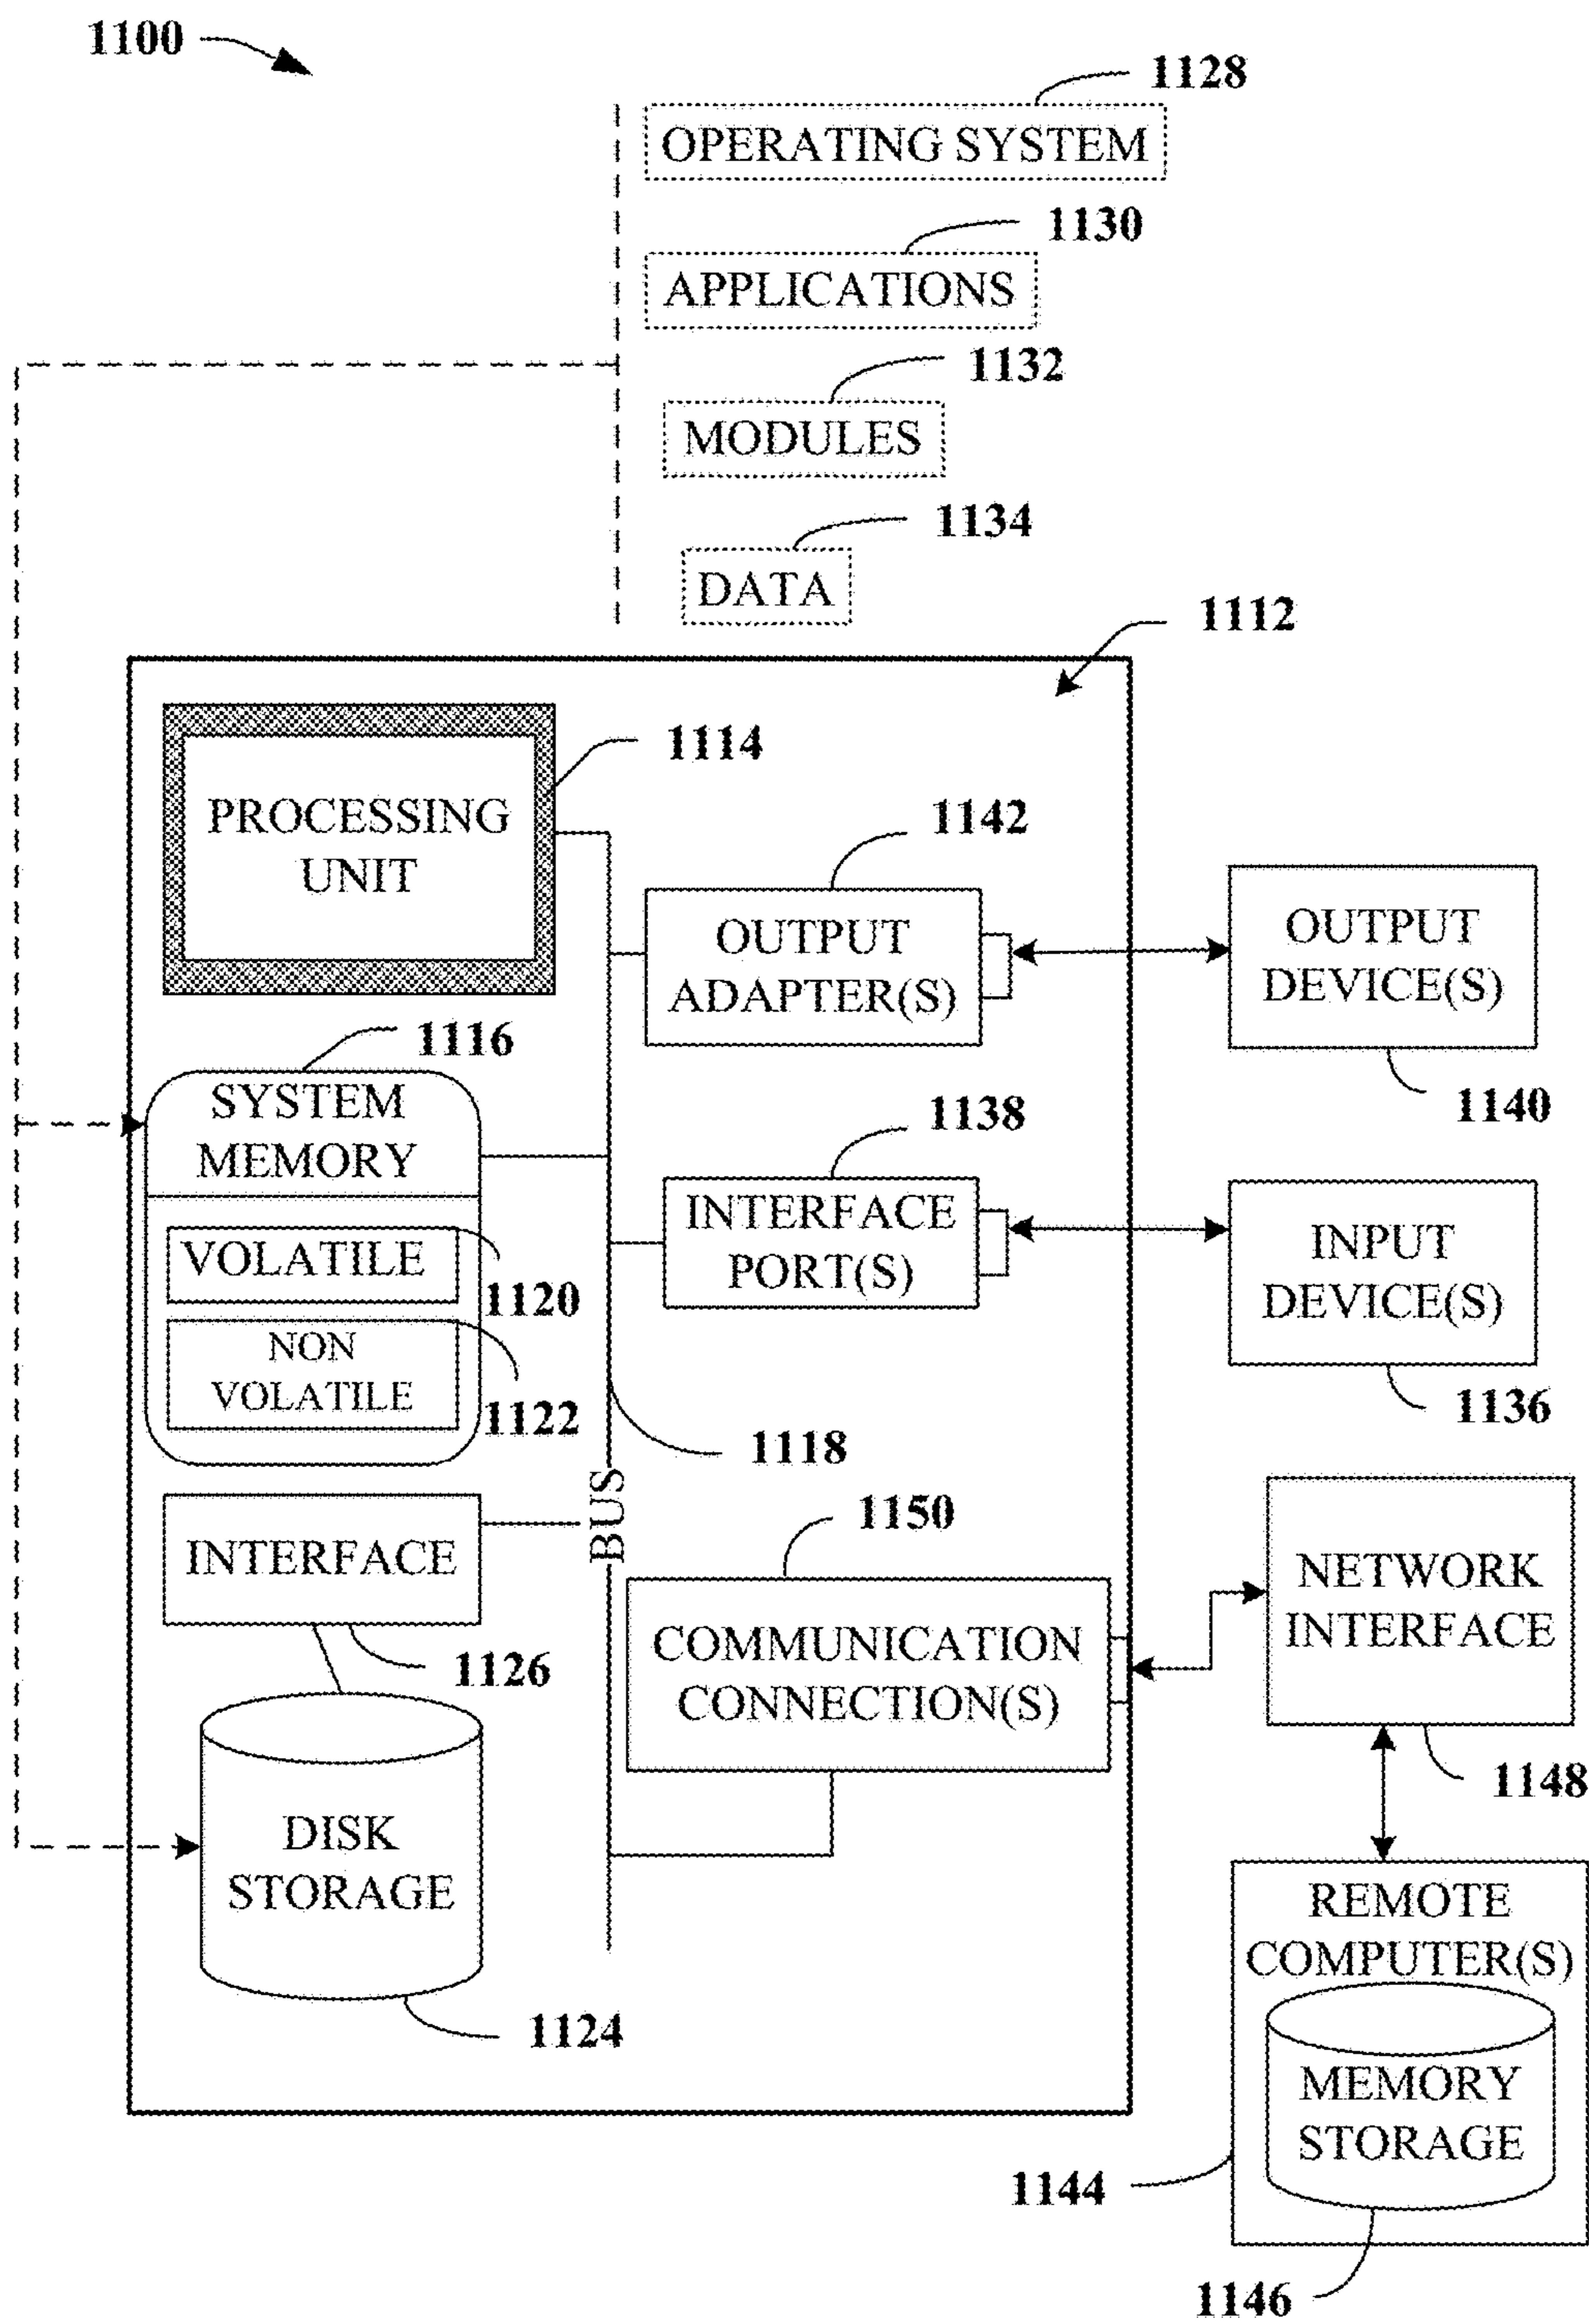 1100
1128
OPERATING SYSTEM
1130
APPLICATIONS
1132
MODULES
1134
DATA
1112
PROCESSING
UNIT
1114
1142
OUTPUT
ADAPTER(S)
OUTPUT
DEVICE(S)
1140
1116
SYSTEM
MEMORY
VOLATILE
1120
NON
VOLATILE
1122
1138
INTERFACE
PORT(S)
INPUT
DEVICE(S)
1136
1118
BUS
INTERFACE
1126
1150
COMMUNICATION
CONNECTION(S)
NETWORK
INTERFACE
1148
DISK
STORAGE
1124
REMOTE
COMPUTER(S)
MEMORY
STORAGE
1144
1146